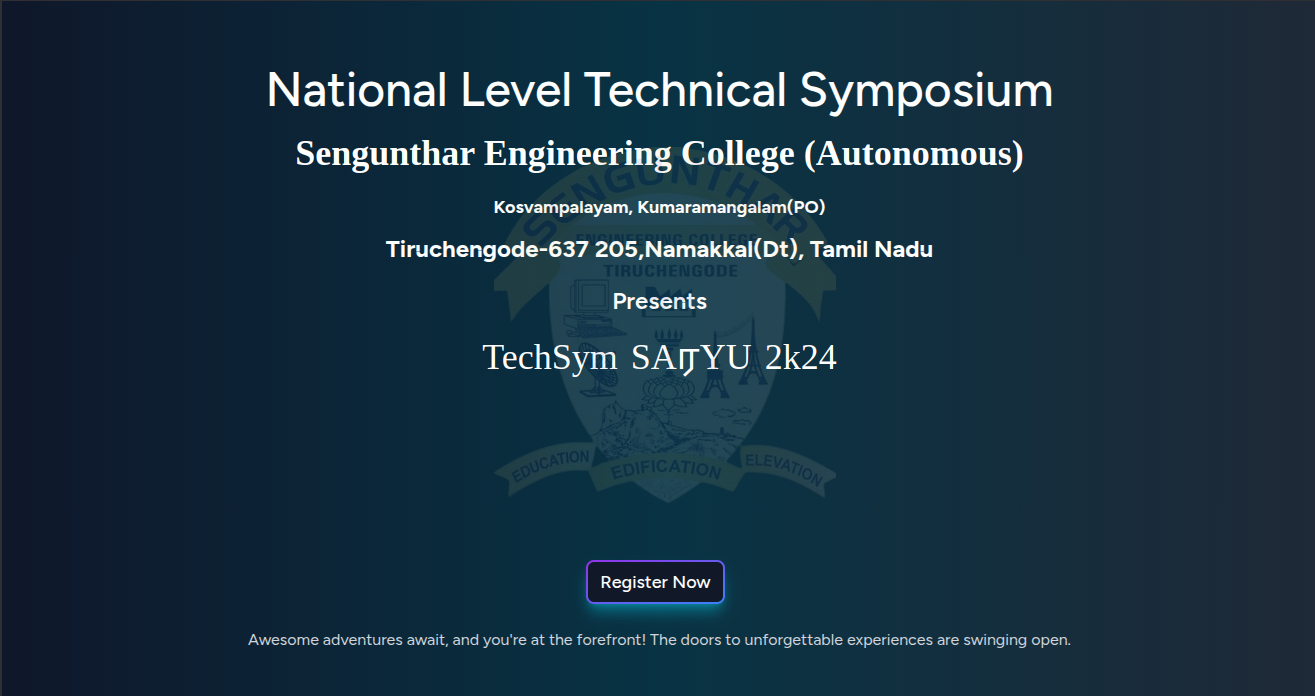 National Level Technical Symposium
Sengunthar Engineering College (Autonomous)
SENGUNTHAR
Kosvampalayam, Kumaramangalam(PO)
ENGINEERING COLLEGE
Tiruchengode-637 205,Namakkal(Dt), Tamil Nadu
TIRUCHENGODE
Presents
TechSym SAŋYU 2k24
EDUCATION
EDIFICATION
ELEVATION
Register Now
Awesome adventures await, and you're at the forefront! The doors to unforgettable experiences are swinging open.